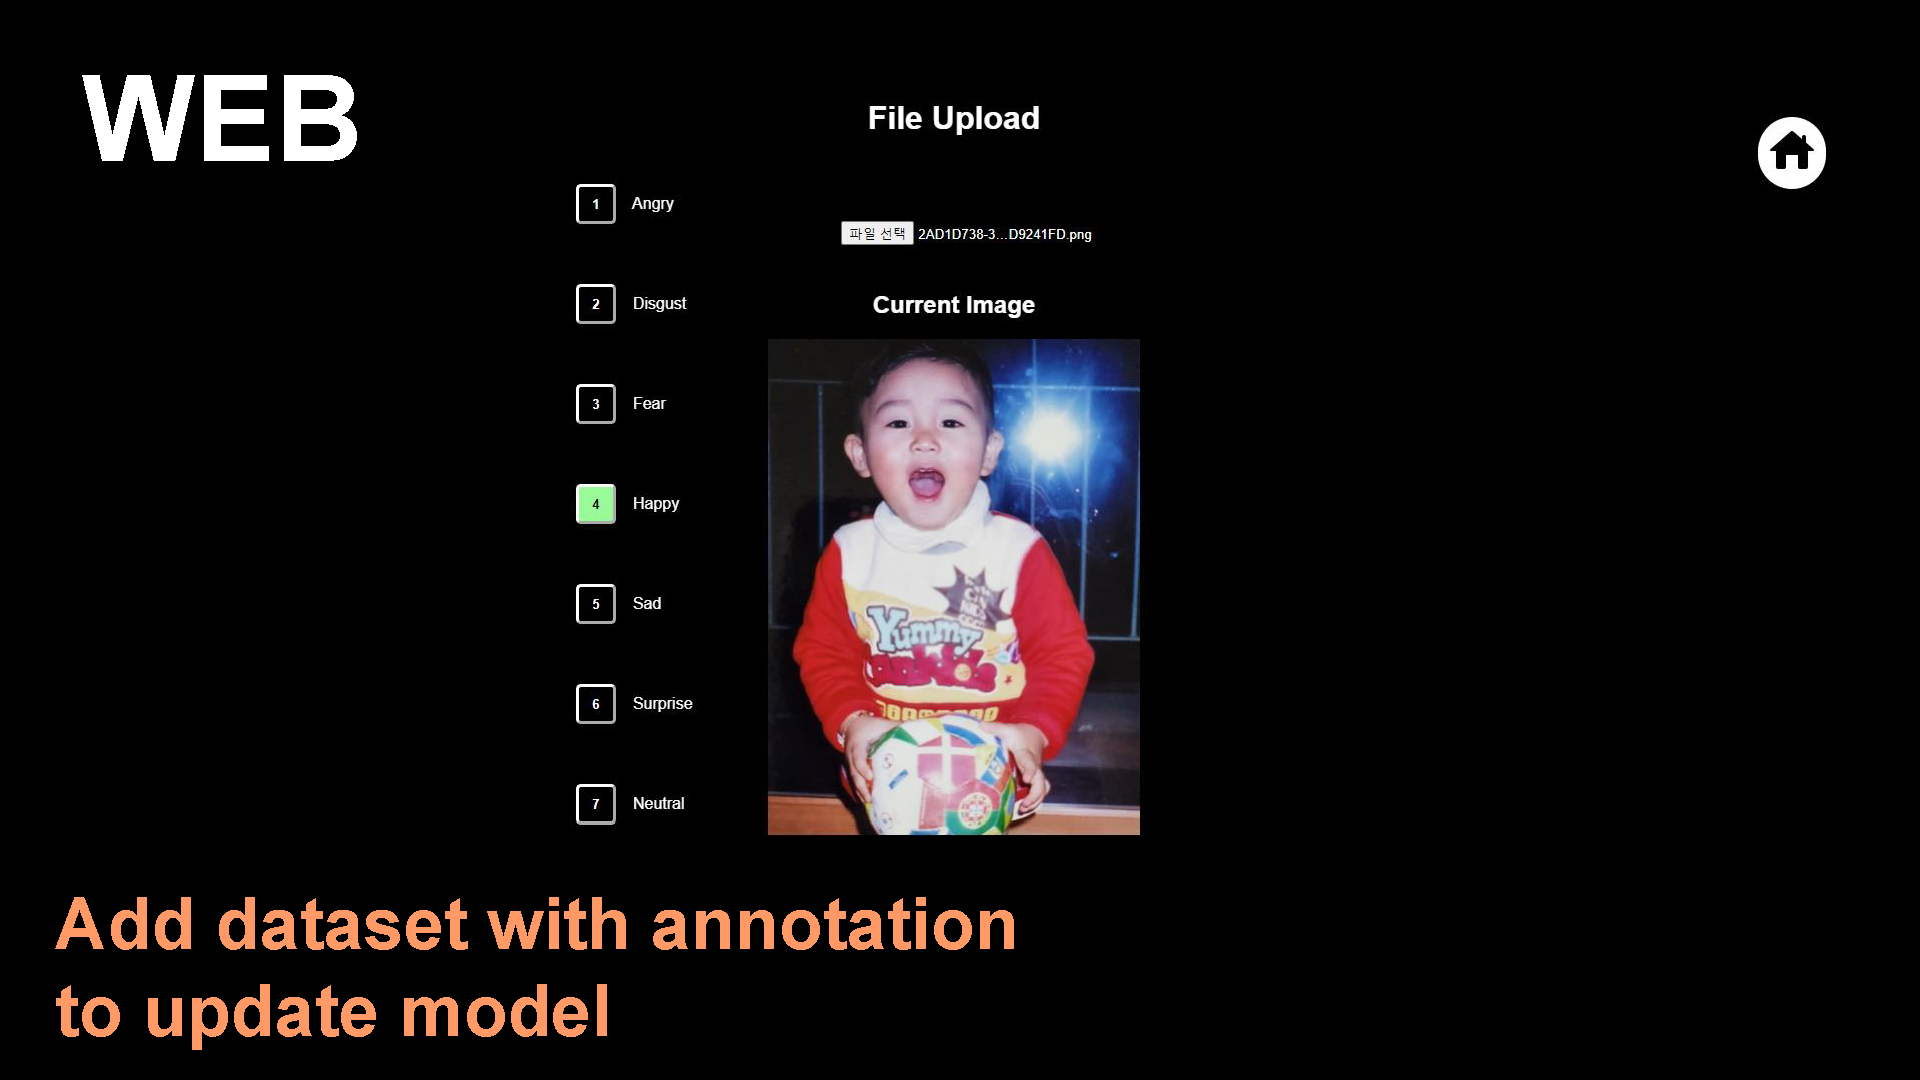 WEB
File Upload
1 Angry
파일 선택 2AD1D738-3...D9241FD.png
2 Disgust
Current Image
3 Fear
4 Happy
5 Sad
Yummy
6 Surprise
7 Neutral
Add dataset with annotation
to update model